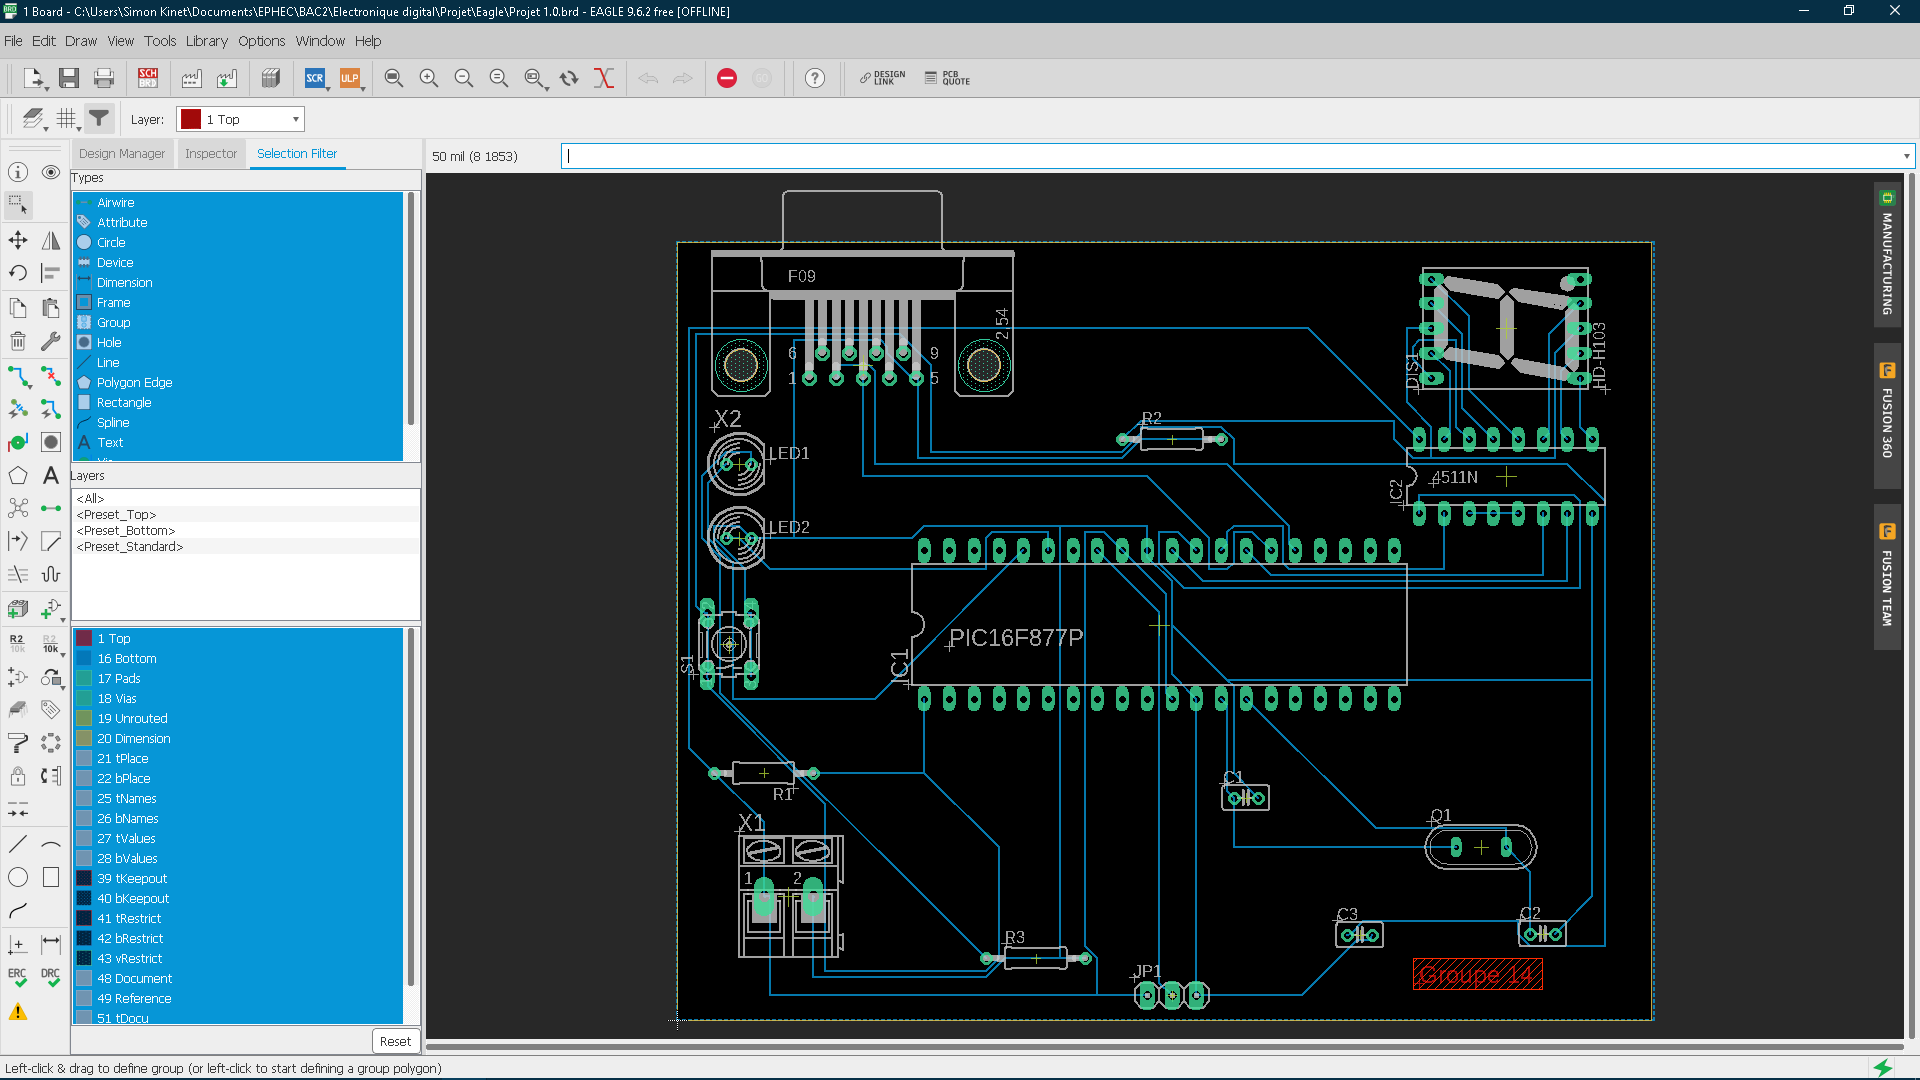 1 Board - C:\Users\Simon Kinet\Documents\EPHEC\BAC2\Electronique digital\Projet\Eagle\Projet 1.0.brd - EAGLE 9.6.2 free [OFFLINE]
File Edit Draw View Tools Library Options Window Help
SCH
BRD
SCR
ULP
GO
DESIGN
LINK
PCB
QUOTE
Layer:
1 Top
Design Manager
Inspector
Selection Filter
50 mil (8 1853)
Types
Airwire
Attribute
Circle
Device
Dimension
Frame
Group
Hole
Line
Polygon Edge
Rectangle
Spline
Text
Via
Layers
<All>
<Preset_Top>
<Preset_Bottom>
<Preset_Standard>
1 Top
16 Bottom
17 Pads
18 Vias
19 Unrouted
20 Dimension
21 tPlace
22 bPlace
25 tNames
26 bNames
27 tValues
28 bValues
39 tKeepout
40 bKeepout
41 tRestrict
42 bRestrict
43 vRestrict
48 Document
49 Reference
51 tDocu
Reset
R2
10k
R2
10k
ERC
DRC
F09
2,54
6
9
1
5
X2
LED1
LED2
S1
R1
X1
1
2
R2
DIS1
HD-H103
IC2
4511N
IC1
PIC16F877P
C1
Q1
C3
C2
R3
JP1
Groupe 14
MANUFACTURING
FUSION 360
FUSION TEAM
Left-click & drag to define group (or left-click to start defining a group polygon)